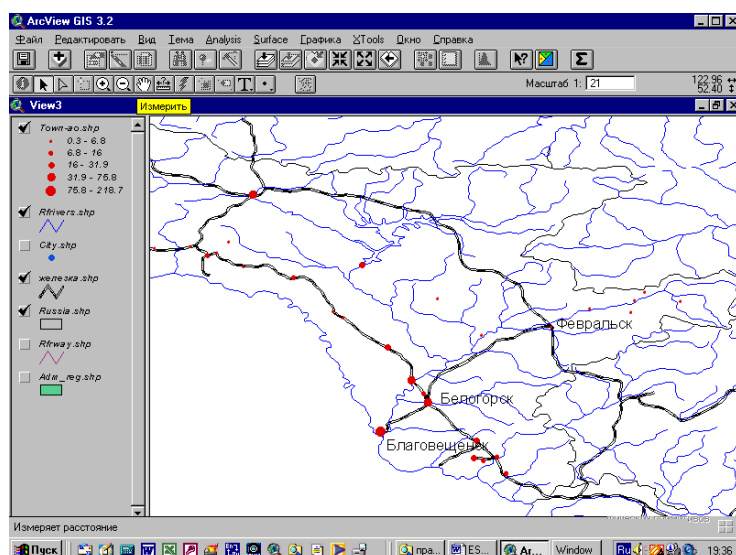 ArcView GIS 3.2
Файл Редактировать Вид Тема Analysis Surface Графика XTools Окно Справка
Масштаб 1: 21
122.96
52.40
View3
Измерить
Town-ao.shp
0.3 - 6.8
6.8 - 16
16 - 31.9
31.9 - 75.8
75.8 - 218.7
Rfrivers.shp
City.shp
железка.shp
Russia.shp
Rfrway.shp
Adm_reg.shp
Февральск
Белогорск
Благовещенск
Измеряет расстояние
Пуск
пра...
ES...
Ar...
Window
Ru
19:36